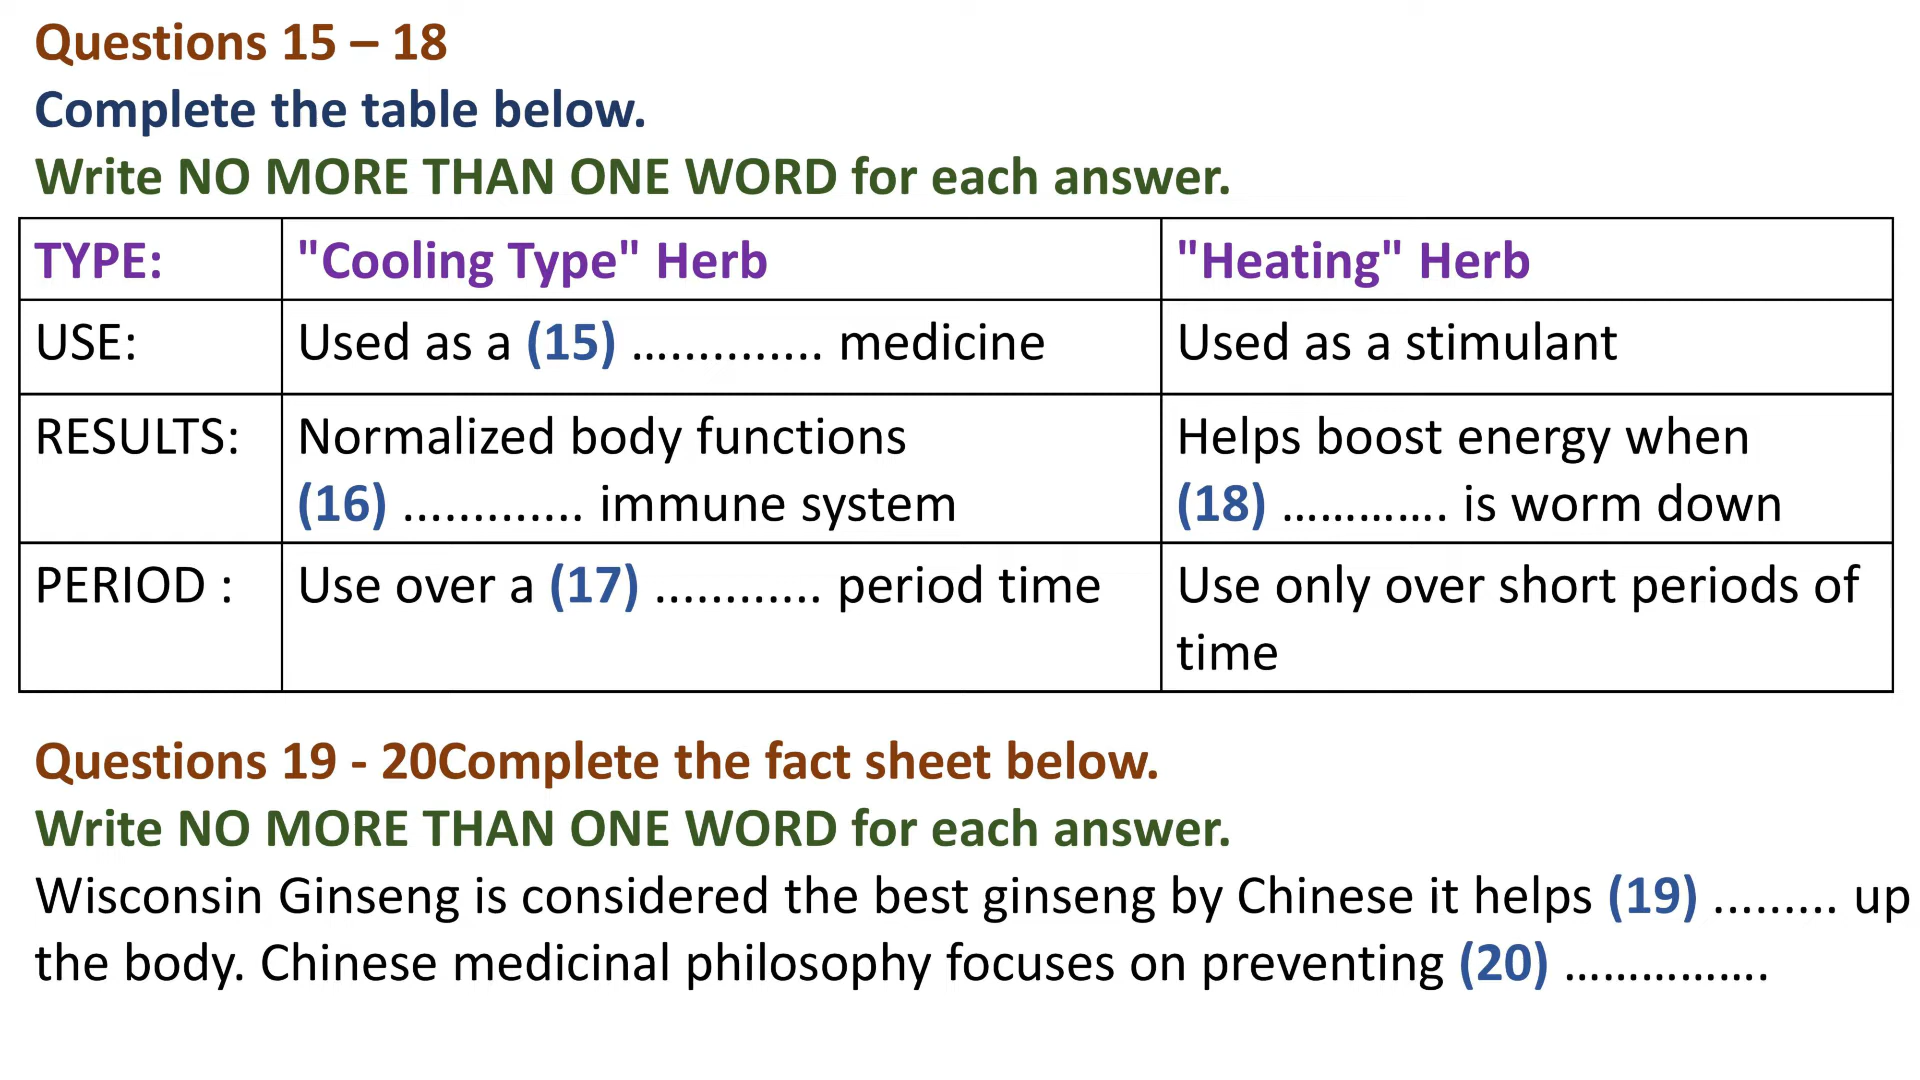 Questions 15 – 18
Complete the table below.
Write NO MORE THAN ONE WORD for each answer.
TYPE: "Cooling Type" Herb "Heating" Herb
USE: Used as a (15) .............. medicine Used as a stimulant
RESULTS: Normalized body functions Helps boost energy when
(16) ............. immune system (18) ............. is worm down
PERIOD : Use over a (17) ............ period time Use only over short periods of
time
Questions 19 - 20Complete the fact sheet below.
Write NO MORE THAN ONE WORD for each answer.
Wisconsin Ginseng is considered the best ginseng by Chinese it helps (19) ......... up
the body. Chinese medicinal philosophy focuses on preventing (20) ................